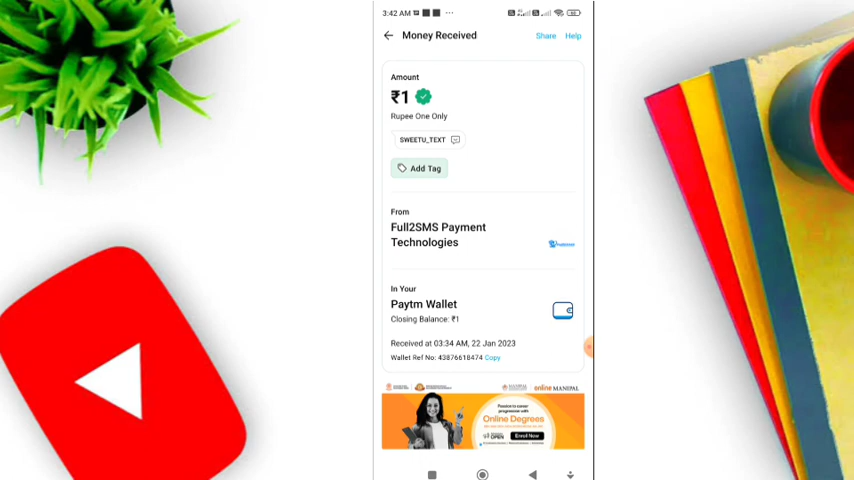 3:42 AM
Money Received
Share Help
Amount
₹1
Rupee One Only
SWEETU_TEXT
Add Tag
From
Full2SMS Payment
Technologies
In Your
Paytm Wallet
Closing Balance: ₹1
Received at 03:34 AM, 22 Jan 2023
Wallet Ref No: 43876618474 Copy
online MANIPAL
Online Degrees
Enroll Now